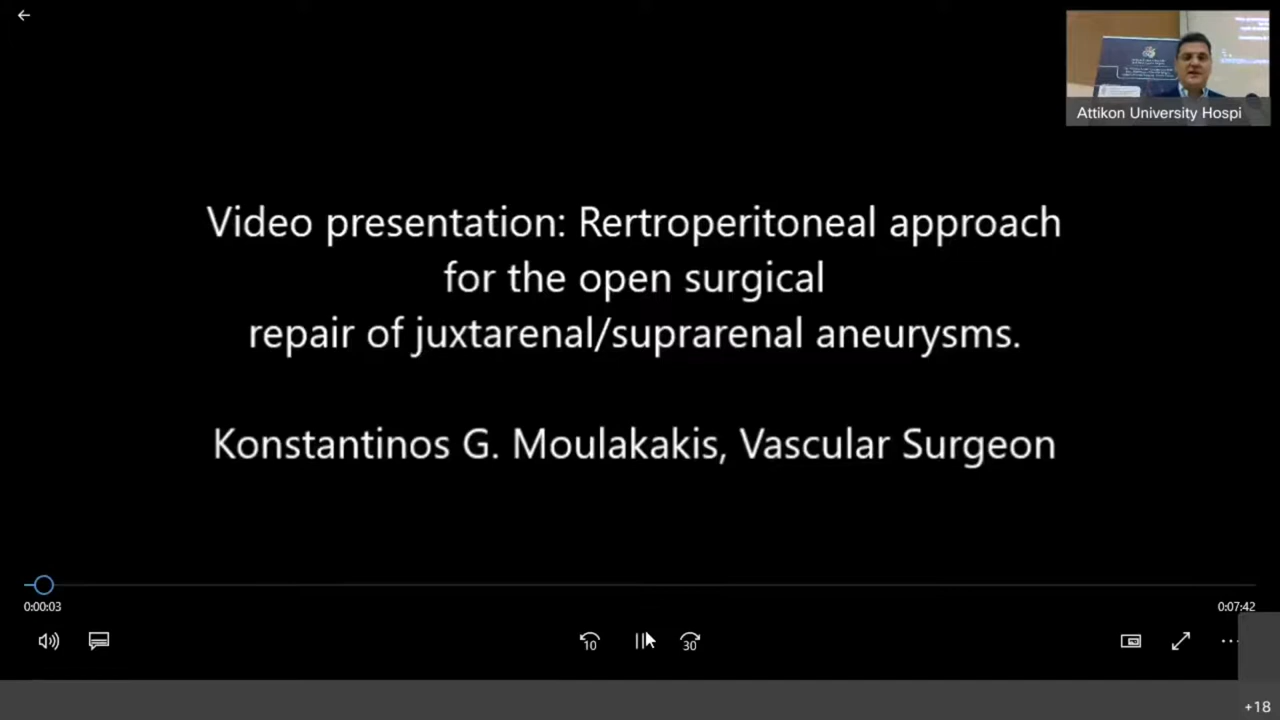 Attikon University Hospi
Video presentation: Rertroperitoneal approach
for the open surgical
repair of juxtarenal/suprarenal aneurysms.
Konstantinos G. Moulakakis, Vascular Surgeon
0:00:03
0:07:42
10
30
+18